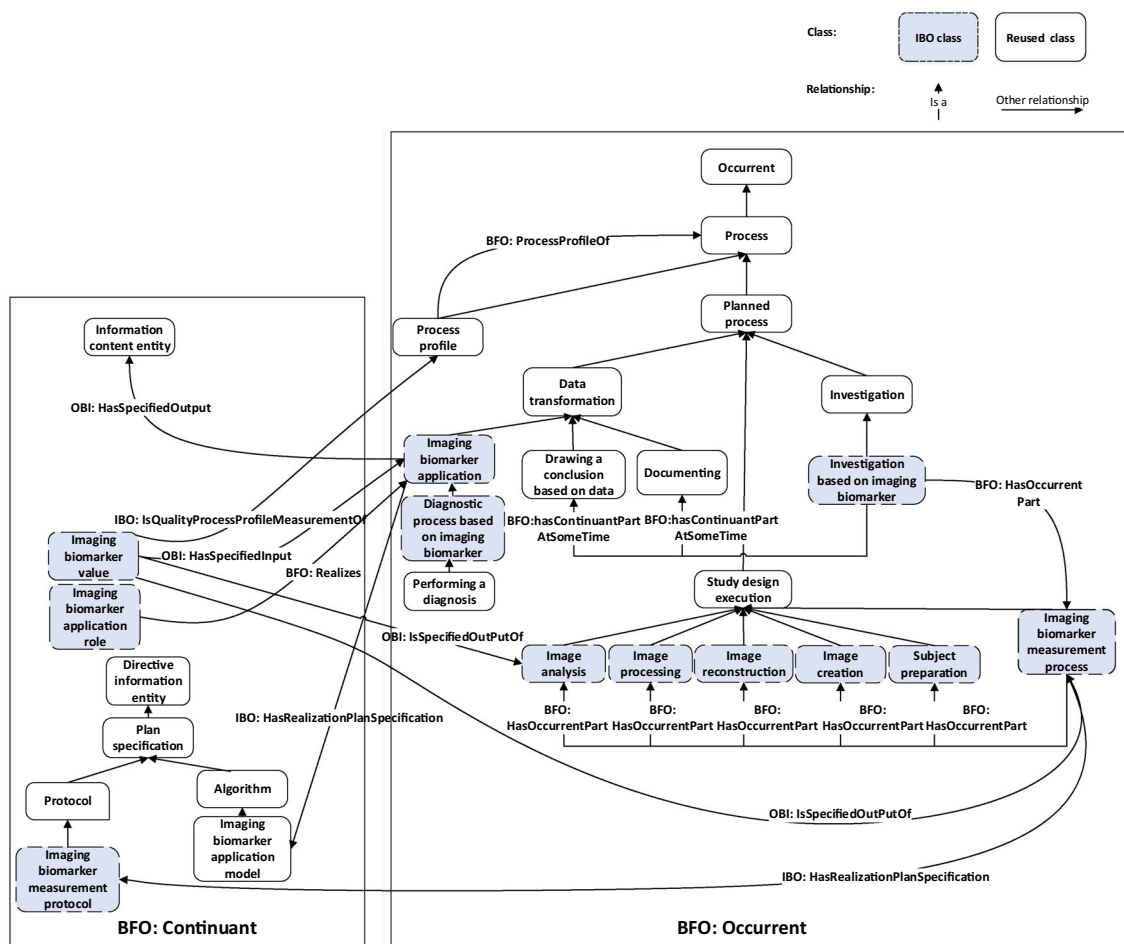 Class:
IBO class
Reused class
Relationship:
Is a
Other relationship
Occurrent
Process
BFO: ProcessProfileOf
Planned
process
Process
profile
Information
content entity
OBI: HasSpecifiedOutput
Data
transformation
Investigation
Imaging
biomarker
application
Drawing a
conclusion
based on data
Documenting
Investigation
based on imaging
biomarker
BFO: HasOccurrent
Part
Diagnostic
process based
on imaging
biomarker
BFO:hasContinuantPart
AtSomeTime
BFO:hasContinuantPart
AtSomeTime
IBO: IsQualityProcessProfileMeasurementOf
Imaging
biomarker
value
OBI: HasSpecifiedInput
BFO: Realizes
Performing a
diagnosis
Study design
execution
Imaging
biomarker
application
role
OBI: IsSpecifiedOutPutOf
Imaging
biomarker
measurement
process
Image
analysis
Image
processing
Image
reconstruction
Image
creation
Subject
preparation
Directive
information
entity
BFO:
HasOccurrentPart
BFO:
HasOccurrentPart
BFO:
HasOccurrentPart
BFO:
HasOccurrentPart
BFO:
HasOccurrentPart
IBO: HasRealizationPlanSpecification
Plan
specification
Protocol
Algorithm
OBI: IsSpecifiedOutPutOf
Imaging
biomarker
application
model
Imaging
biomarker
measurement
protocol
IBO: HasRealizationPlanSpecification
BFO: Continuant
BFO: Occurrent